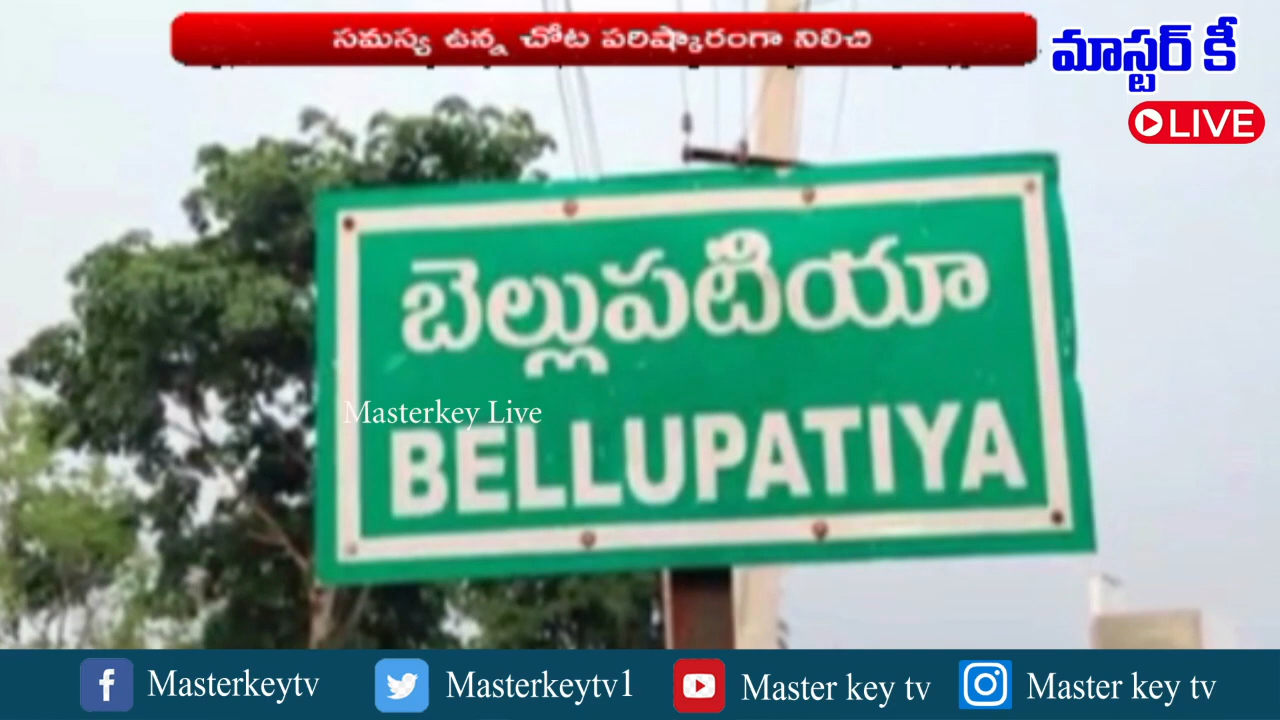 సమస్య ఉన్న చోట పరిష్కారంగా నిలిచి
మాస్టర్ కీ
LIVE
బెల్లుపటియా
Masterkey Live
BELLUPATIYA
Masterkeytv
Masterkeytv1
Master key tv
Master key tv